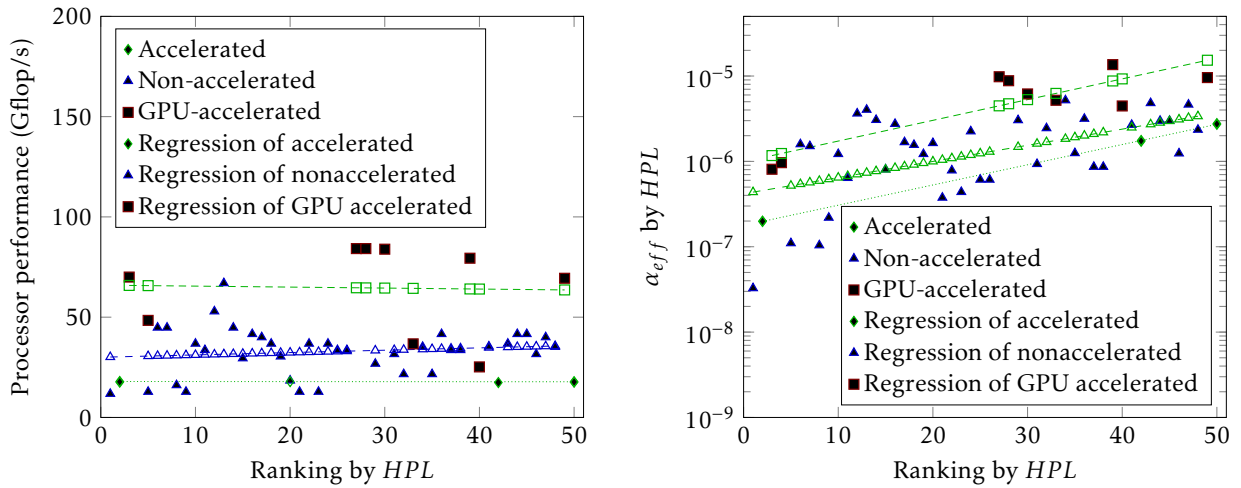 Processor performance (Gflop/s)
200
150
100
50
0
Accelerated
Non-accelerated
GPU-accelerated
Regression of accelerated
Regression of nonaccelerated
Regression of GPU accelerated
0 10 20 30 40 50
Ranking by HPL
α_eff by HPL
10^−5
10^−6
10^−7
10^−8
10^−9
Accelerated
Non-accelerated
GPU-accelerated
Regression of accelerated
Regression of nonaccelerated
Regression of GPU accelerated
0 10 20 30 40 50
Ranking by HPL